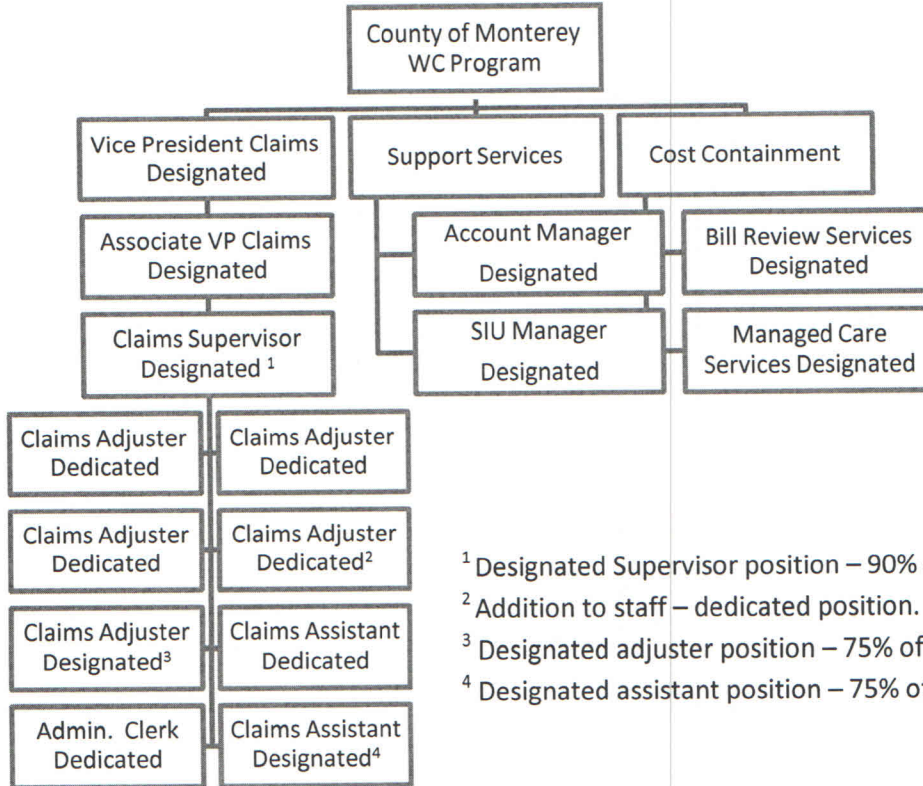 County of Monterey
WC Program
Vice President Claims
Designated
Support Services
Cost Containment
Associate VP Claims
Designated
Account Manager
Designated
Bill Review Services
Designated
Claims Supervisor
Designated ¹
SIU Manager
Designated
Managed Care
Services Designated
Claims Adjuster
Dedicated
Claims Adjuster
Dedicated
Claims Adjuster
Dedicated
Claims Adjuster
Dedicated²
Claims Adjuster
Designated³
Claims Assistant
Dedicated
Admin. Clerk
Dedicated
Claims Assistant
Designated⁴
¹ Designated Supervisor position – 90%
² Addition to staff – dedicated position.
³ Designated adjuster position – 75% of
⁴ Designated assistant position – 75% of